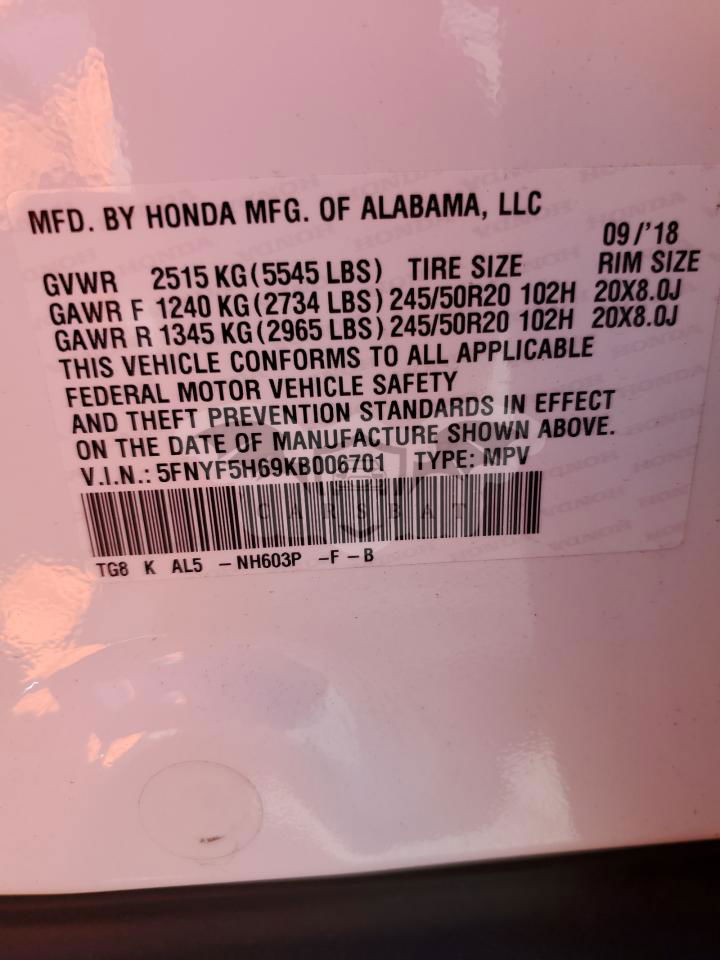 MFD. BY HONDA MFG. OF ALABAMA, LLC
09/'18
GVWR 2515 KG(5545 LBS) TIRE SIZE RIM SIZE
GAWR F 1240 KG(2734 LBS) 245/50R20 102H 20X8.0J
GAWR R 1345 KG(2965 LBS) 245/50R20 102H 20X8.0J
THIS VEHICLE CONFORMS TO ALL APPLICABLE
FEDERAL MOTOR VEHICLE SAFETY
AND THEFT PREVENTION STANDARDS IN EFFECT
ON THE DATE OF MANUFACTURE SHOWN ABOVE.
V.I.N.: 5FNYF5H69KB006701 TYPE: MPV
CARSBAT
TG8 K AL5 -NH603P -F-B